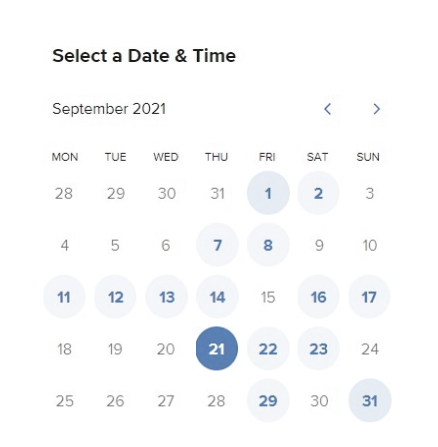 Select a Date & Time
September 2021
MON TUE WED THU FRI SAT SUN
28 29 30 31 1 2 3
4 5 6 7 8 9 10
11 12 13 14 15 16 17
18 19 20 21 22 23 24
25 26 27 28 29 30 31